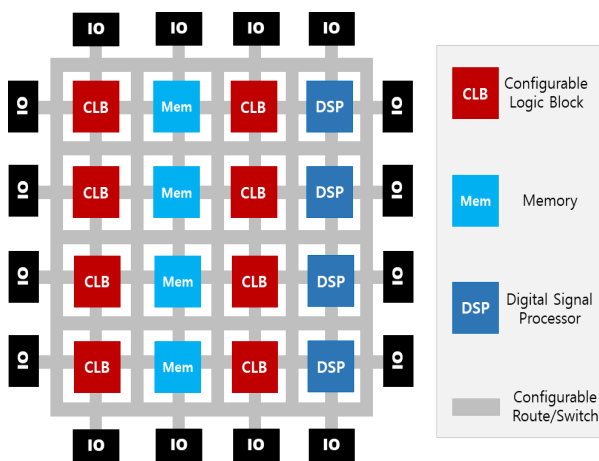 IO IO IO IO
IO CLB Mem CLB DSP IO
IO CLB Mem CLB DSP IO
IO CLB Mem CLB DSP IO
IO CLB Mem CLB DSP IO
IO IO IO IO
CLB Configurable
Logic Block
Mem Memory
DSP Digital Signal
Processor
Configurable
Route/Switch